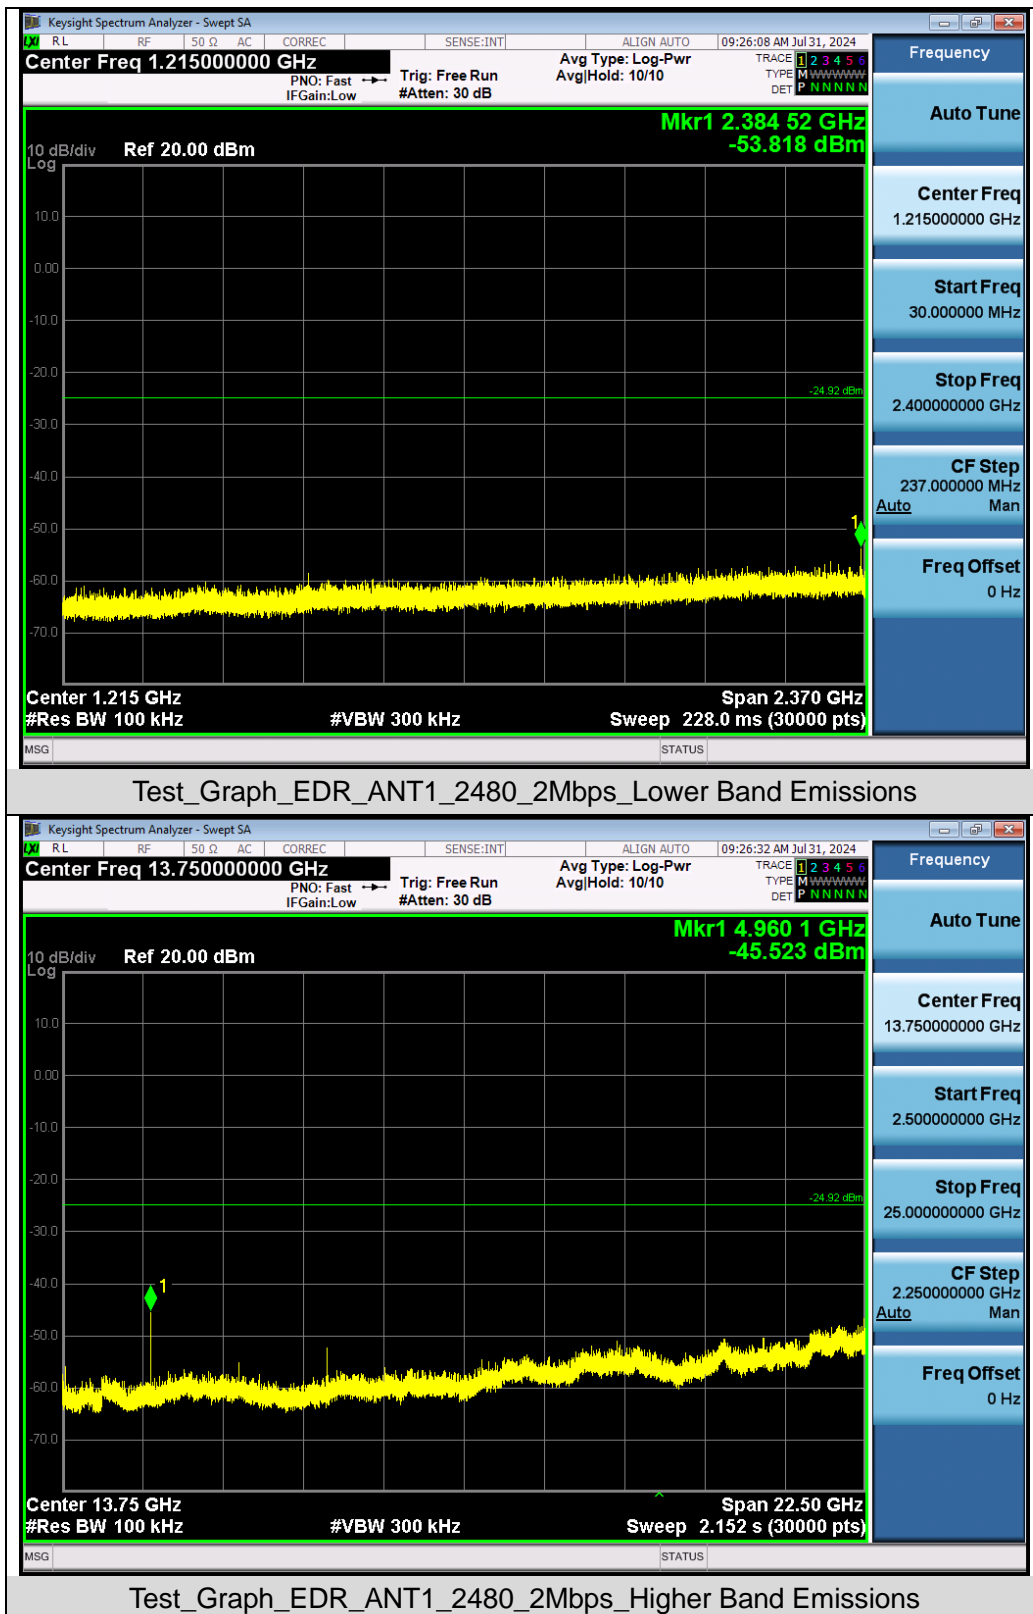 Keysight Spectrum Analyzer - Swept SA
LXI RL RF 50 Ω AC CORREC SENSE:INT ALIGN AUTO 09:26:08 AM Jul 31, 2024
Center Freq 1.215000000 GHz
PNO: Fast
IFGain:Low
Trig: Free Run
#Atten: 30 dB
Avg Type: Log-Pwr
Avg|Hold: 10/10
TRACE 1 2 3 4 5 6
TYPE M WWWWW
DET P N N N N N
Frequency
Mkr1 2.384 52 GHz
-53.818 dBm
10 dB/div Ref 20.00 dBm
Log
10.0
0.00
-10.0
-20.0
-24.92 dBm
-30.0
-40.0
-50.0
1
-60.0
-70.0
Center 1.215 GHz Span 2.370 GHz
#Res BW 100 kHz #VBW 300 kHz Sweep 228.0 ms (30000 pts)
MSG STATUS
Auto Tune
Center Freq
1.215000000 GHz
Start Freq
30.000000 MHz
Stop Freq
2.400000000 GHz
CF Step
237.000000 MHz
Auto Man
Freq Offset
0 Hz
Test_Graph_EDR_ANT1_2480_2Mbps_Lower Band Emissions
Keysight Spectrum Analyzer - Swept SA
LXI RL RF 50 Ω AC CORREC SENSE:INT ALIGN AUTO 09:26:32 AM Jul 31, 2024
Center Freq 13.750000000 GHz
PNO: Fast
IFGain:Low
Trig: Free Run
#Atten: 30 dB
Avg Type: Log-Pwr
Avg|Hold: 10/10
TRACE 1 2 3 4 5 6
TYPE M WWWWW
DET P N N N N N
Frequency
Mkr1 4.960 1 GHz
-45.523 dBm
10 dB/div Ref 20.00 dBm
Log
10.0
0.00
-10.0
-20.0
-24.92 dBm
-30.0
-40.0
1
-50.0
-60.0
-70.0
Center 13.75 GHz Span 22.50 GHz
#Res BW 100 kHz #VBW 300 kHz Sweep 2.152 s (30000 pts)
MSG STATUS
Auto Tune
Center Freq
13.750000000 GHz
Start Freq
2.500000000 GHz
Stop Freq
25.000000000 GHz
CF Step
2.250000000 GHz
Auto Man
Freq Offset
0 Hz
Test_Graph_EDR_ANT1_2480_2Mbps_Higher Band Emissions